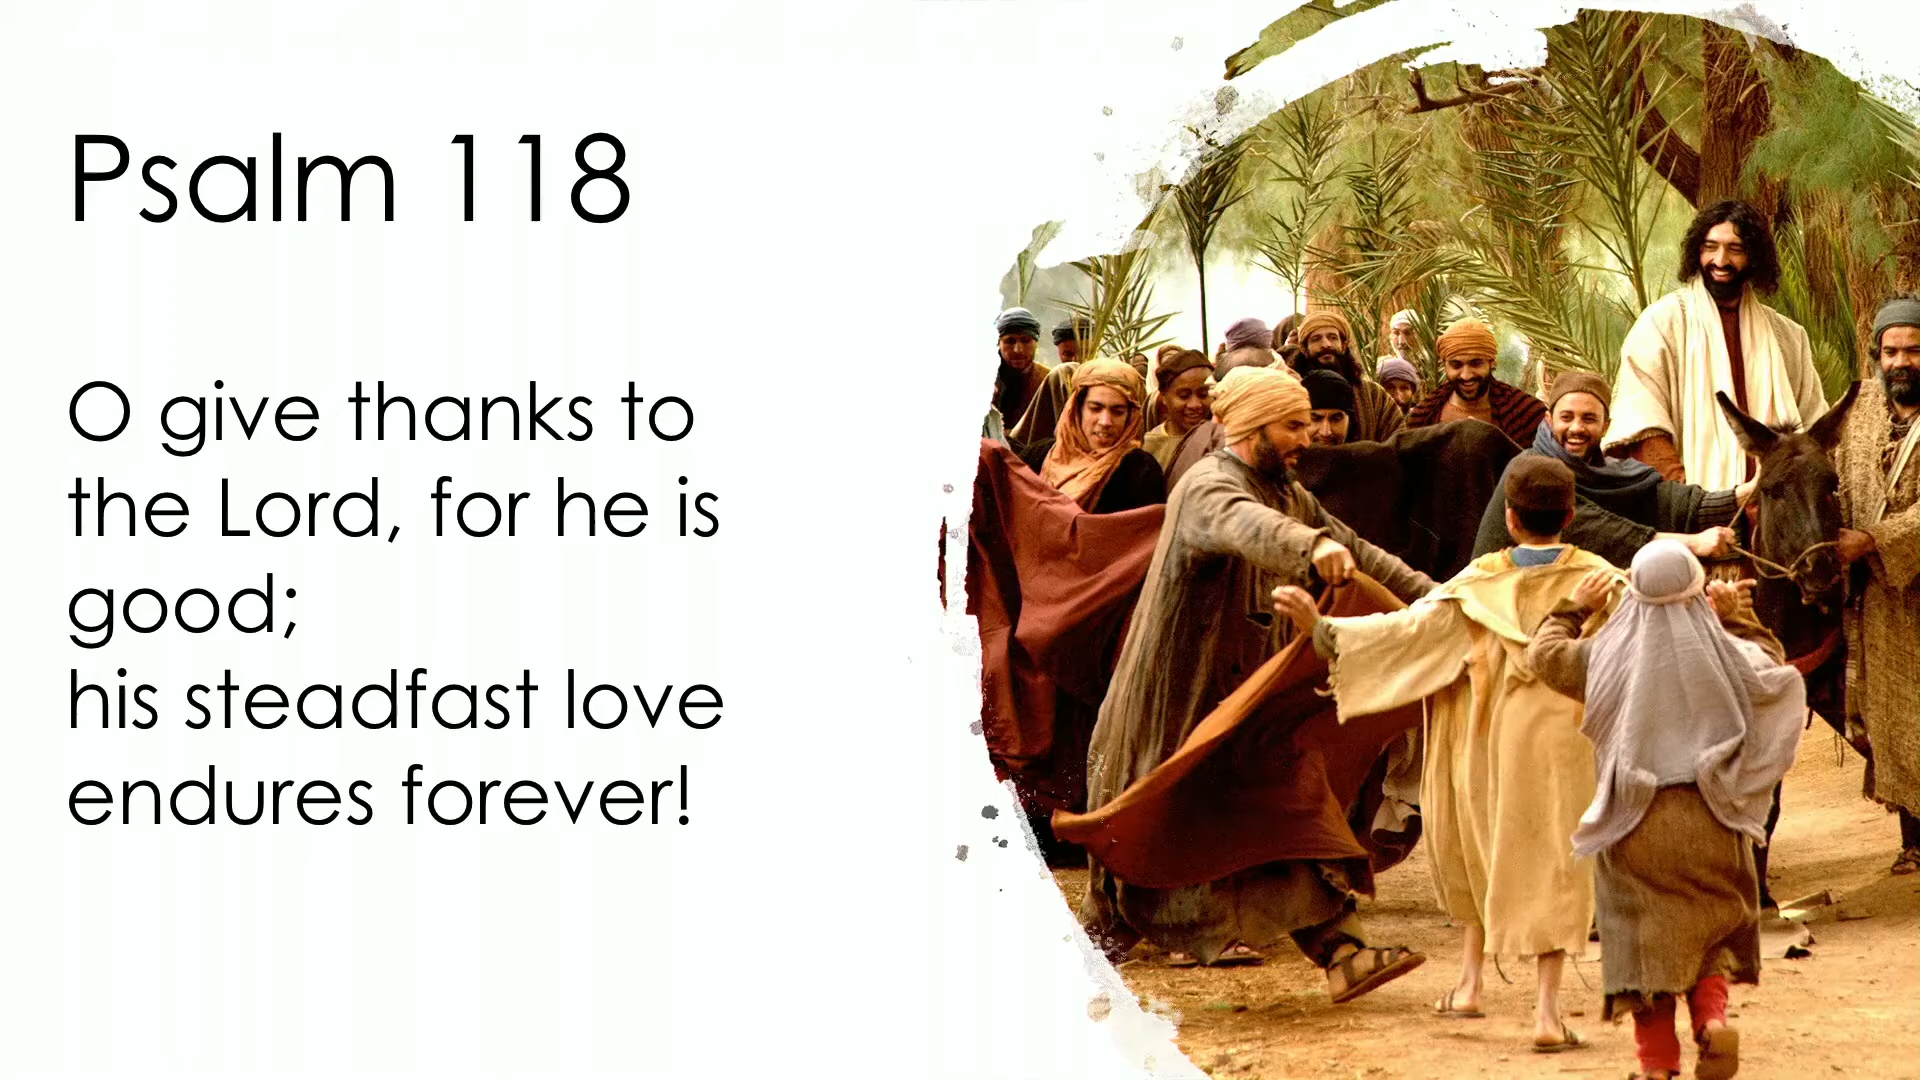 Psalm 118
O give thanks to
the Lord, for he is
good;
his steadfast love
endures forever!